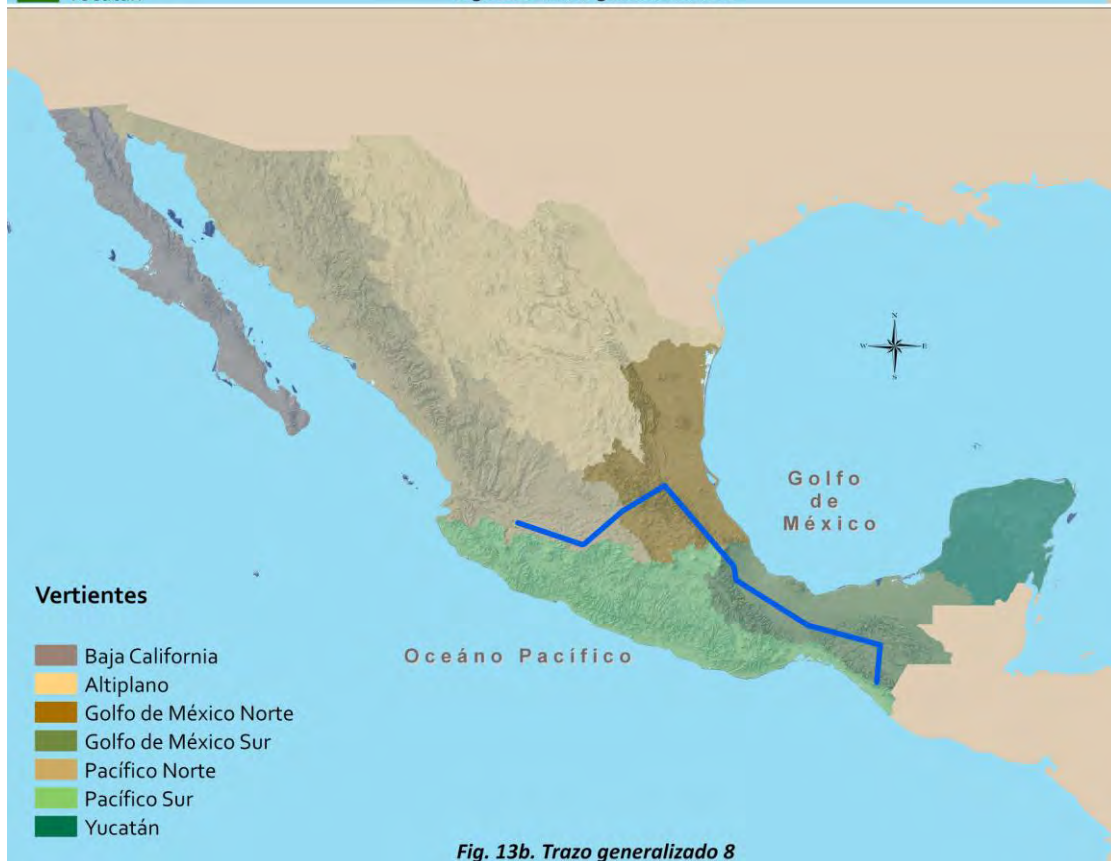 Golfo
de
México
N
W E
S
Vertientes
Baja California
Altiplano
Golfo de México Norte
Golfo de México Sur
Pacífico Norte
Pacífico Sur
Yucatán
Oceáno Pacífico
Fig. 13b. Trazo generalizado 8